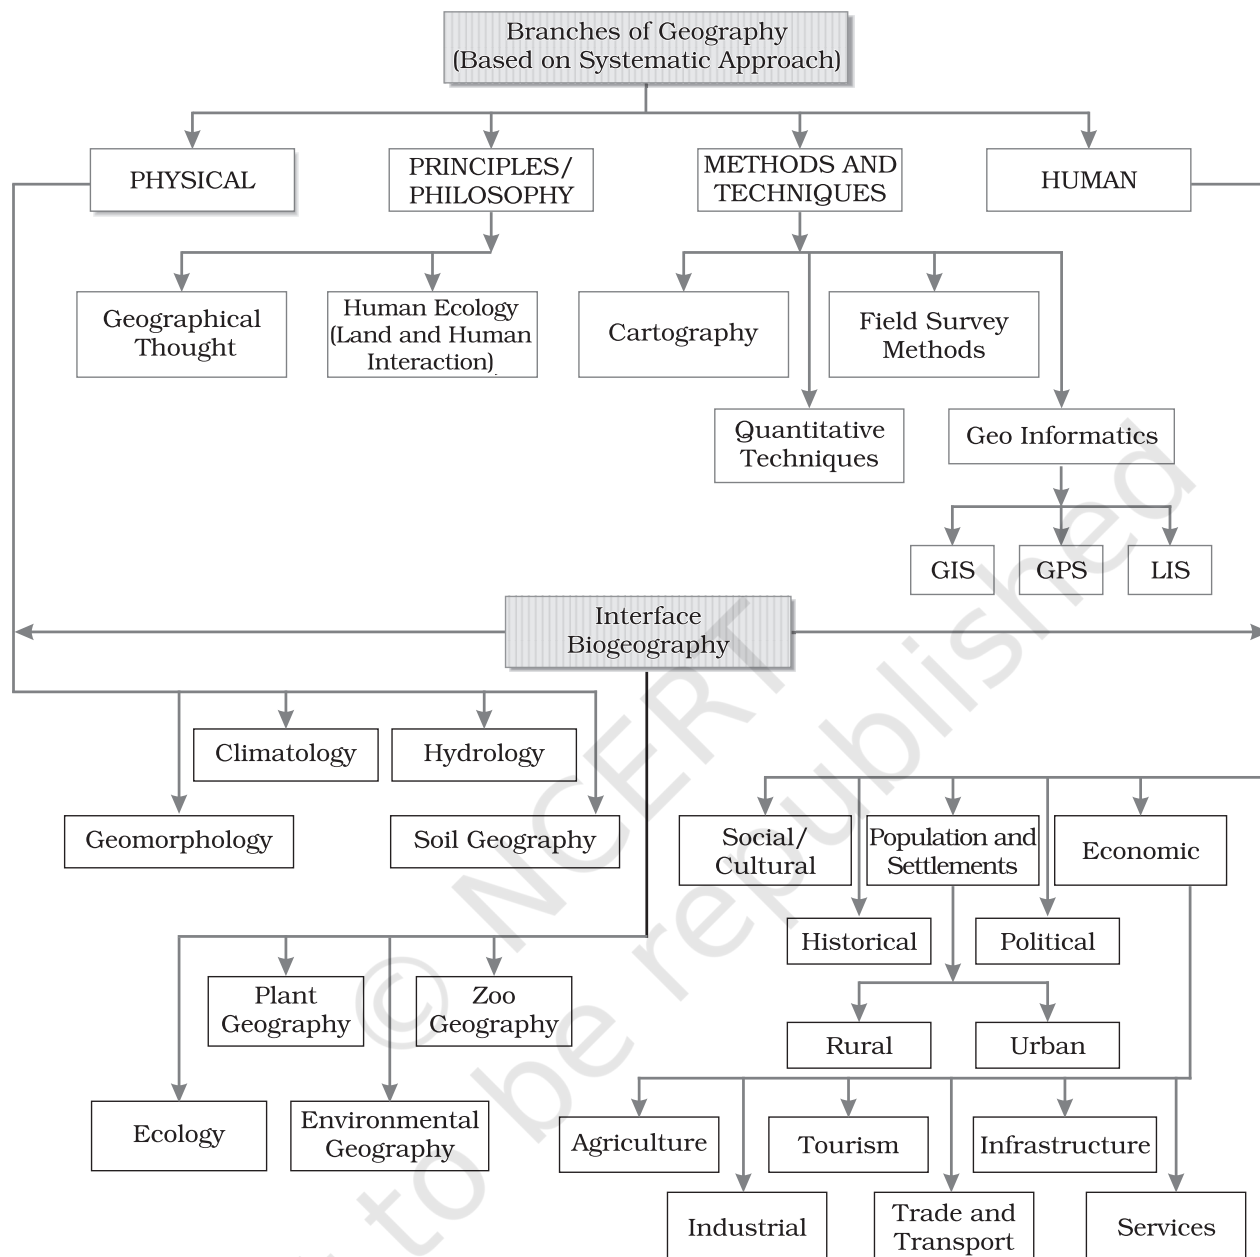 Branches of Geography
(Based on Systematic Approach)
PHYSICAL
PRINCIPLES/
PHILOSOPHY
METHODS AND
TECHNIQUES
HUMAN
Geographical
Thought
Human Ecology
(Land and Human
Interaction)
Cartography
Field Survey
Methods
Quantitative
Techniques
Geo Informatics
GIS
GPS
LIS
Interface
Biogeography
Climatology
Hydrology
Geomorphology
Soil Geography
Social/
Cultural
Population and
Settlements
Economic
Historical
Political
Plant
Geography
Zoo
Geography
Rural
Urban
Ecology
Environmental
Geography
Agriculture
Tourism
Infrastructure
Industrial
Trade and
Transport
Services
© NCERT
to be republished